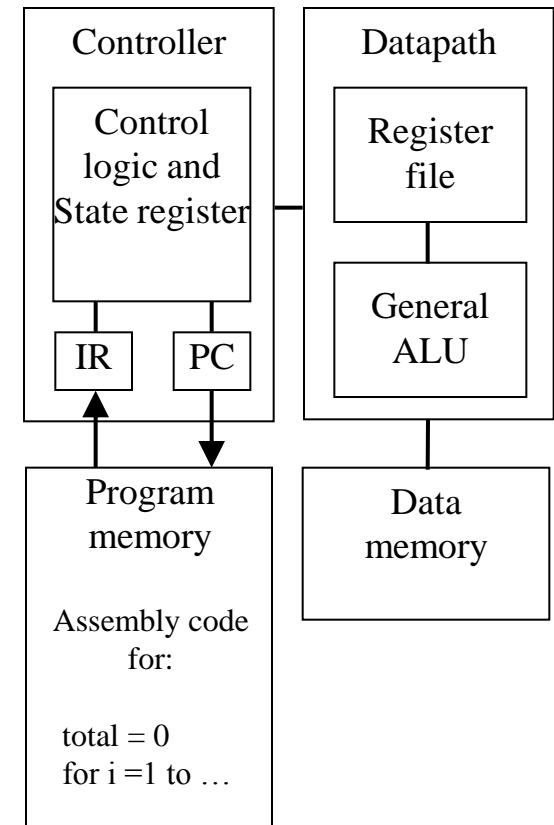 Controller
Control
logic and
State register
IR
PC
Datapath
Register
file
General
ALU
Program
memory
Assembly code
for:
total = 0
for i =1 to …
Data
memory